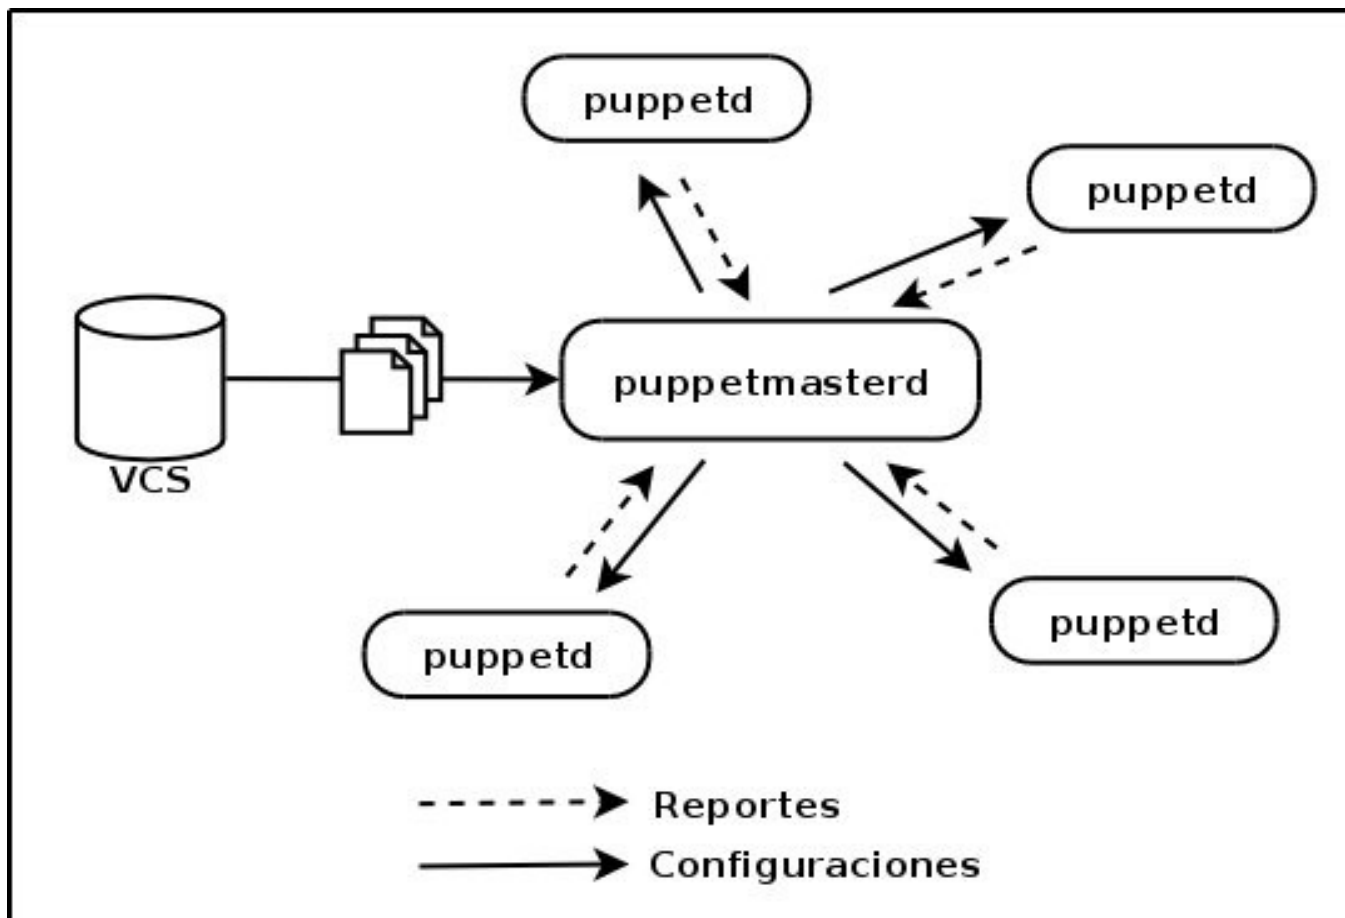 puppetd
puppetd
puppetmasterd
VCS
puppetd
puppetd
Reportes
Configuraciones